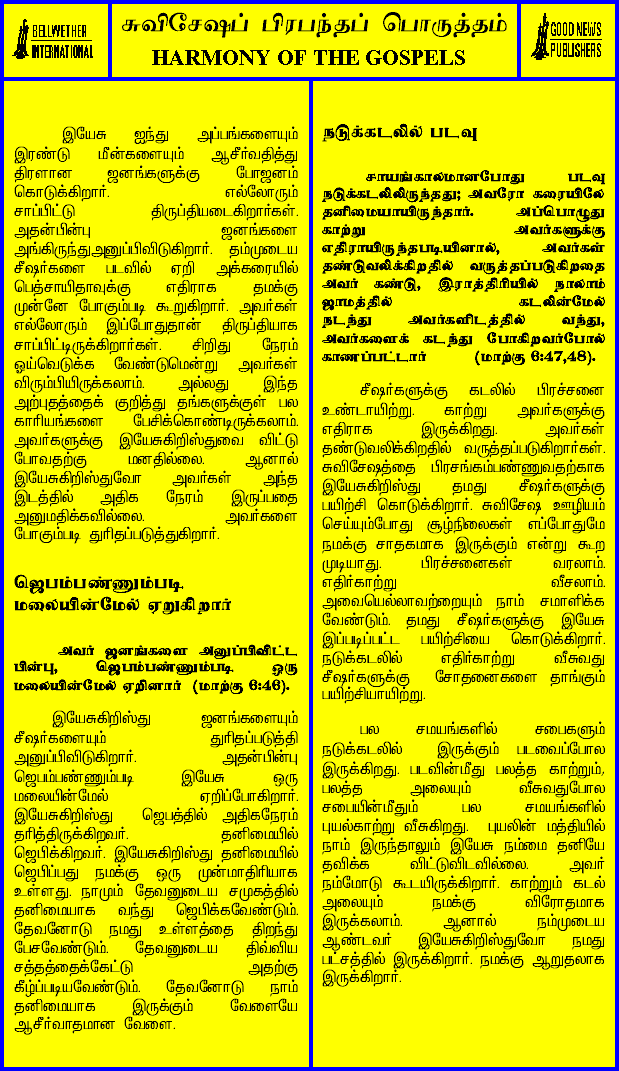 BELLWETHER
INTERNATIONAL
சுவிசேஷப் பிரபந்தப் பொருத்தம்
HARMONY OF THE GOSPELS
GOOD NEWS
PUBLISHERS
இயேசு ஐந்து அப்பங்களையும்
இரண்டு மீன்களையும் ஆசீர்வதித்து
திரளான ஜனங்களுக்கு போஜனம்
கொடுக்கிறார். எல்லோரும்
சாப்பிட்டு திருப்தியடைகிறார்கள்.
அதன்பின்பு ஜனங்களை
அங்கிருந்துஅனுப்பிவிடுகிறார். தம்முடைய
சீஷர்களை படவில் ஏறி அக்கரையில்
பெத்சாயிதாவுக்கு எதிராக தமக்கு
முன்னே போகும்படி கூறுகிறார். அவர்கள்
எல்லோரும் இப்போதுதான் திருப்தியாக
சாப்பிட்டிருக்கிறார்கள். சிறிது நேரம்
ஓய்வெடுக்க வேண்டுமென்று அவர்கள்
விரும்பியிருக்கலாம். அல்லது இந்த
அற்புதத்தைக் குறித்து தங்களுக்குள் பல
காரியங்களை பேசிக்கொண்டிருக்கலாம்.
அவர்களுக்கு இயேசுகிறிஸ்துவை விட்டு
போவதற்கு மனதில்லை. ஆனால்
இயேசுகிறிஸ்துவோ அவர்கள் அந்த
இடத்தில் அதிக நேரம் இருப்பதை
அனுமதிக்கவில்லை. அவர்களை
போகும்படி துரிதப்படுத்துகிறார்.
ஜெபம்பண்ணும்படி
மலையின்மேல் ஏறுகிறார்
அவர் ஜனங்களை அனுப்பிவிட்ட
பின்பு, ஜெபம்பண்ணும்படி ஒரு
மலையின்மேல் ஏறினார் (மாற்கு 6:46).
இயேசுகிறிஸ்து ஜனங்களையும்
சீஷர்களையும் துரிதப்படுத்தி
அனுப்பிவிடுகிறார். அதன்பின்பு
ஜெபம்பண்ணும்படி இயேசு ஒரு
மலையின்மேல் ஏறிப்போகிறார்.
இயேசுகிறிஸ்து ஜெபத்தில் அதிகநேரம்
தரித்திருக்கிறவர். தனிமையில்
ஜெபிக்கிறவர். இயேசுகிறிஸ்து தனிமையில்
ஜெபிப்பது நமக்கு ஒரு முன்மாதிரியாக
உள்ளது. நாமும் தேவனுடைய சமுகத்தில்
தனிமையாக வந்து ஜெபிக்கவேண்டும்.
தேவனோடு நமது உள்ளத்தை திறந்து
பேசவேண்டும். தேவனுடைய திவ்விய
சத்தத்தைக்கேட்டு அதற்கு
கீழ்ப்படியவேண்டும். தேவனோடு நாம்
தனிமையாக இருக்கும் வேளையே
ஆசீர்வாதமான வேளை.
நடுக்கடலில் படவு
சாயங்காலமானபோது படவு
நடுக்கடலிலிருந்தது; அவரோ கரையிலே
தனிமையாயிருந்தார். அப்பொழுது
காற்று அவர்களுக்கு
எதிராயிருந்தபடியினால், அவர்கள்
தண்டுவலிக்கிறதில் வருத்தப்படுகிறதை
அவர் கண்டு, இராத்திரியில் நாலாம்
ஜாமத்தில் கடலின்மேல்
நடந்து அவர்களிடத்தில் வந்து,
அவர்களைக் கடந்து போகிறவர்போல்
காணப்பட்டார் (மாற்கு 6:47,48).
சீஷர்களுக்கு கடலில் பிரச்சனை
உண்டாயிற்று. காற்று அவர்களுக்கு
எதிராக இருக்கிறது. அவர்கள்
தண்டுவலிக்கிறதில் வருத்தப்படுகிறார்கள்.
சுவிசேஷத்தை பிரசங்கம்பண்ணுவதற்காக
இயேசுகிறிஸ்து தமது சீஷர்களுக்கு
பயிற்சி கொடுக்கிறார். சுவிசேஷ ஊழியம்
செய்யும்போது சூழ்நிலைகள் எப்போதுமே
நமக்கு சாதகமாக இருக்கும் என்று கூற
முடியாது. பிரச்சனைகள் வரலாம்.
எதிர்காற்று வீசலாம்.
அவையெல்லாவற்றையும் நாம் சமாளிக்க
வேண்டும். தமது சீஷர்களுக்கு இயேசு
இப்படிப்பட்ட பயிற்சியை கொடுக்கிறார்.
நடுக்கடலில் எதிர்காற்று வீசுவது
சீஷர்களுக்கு சோதனைகளை தாங்கும்
பயிற்சியாயிற்று.
பல சமயங்களில் சபைகளும்
நடுக்கடலில் இருக்கும் படவைப்போல
இருக்கிறது. படவின்மீது பலத்த காற்றும்,
பலத்த அலையும் வீசுவதுபோல
சபையின்மீதும் பல சமயங்களில்
புயல்காற்று வீசுகிறது. புயலின் மத்தியில்
நாம் இருந்தாலும் இயேசு நம்மை தனியே
தவிக்க விட்டுவிடவில்லை. அவர்
நம்மோடு கூடயிருக்கிறார். காற்றும் கடல்
அலையும் நமக்கு விரோதமாக
இருக்கலாம். ஆனால் நம்முடைய
ஆண்டவர் இயேசுகிறிஸ்துவோ நமது
பட்சத்தில் இருக்கிறார். நமக்கு ஆறுதலாக
இருக்கிறார்.